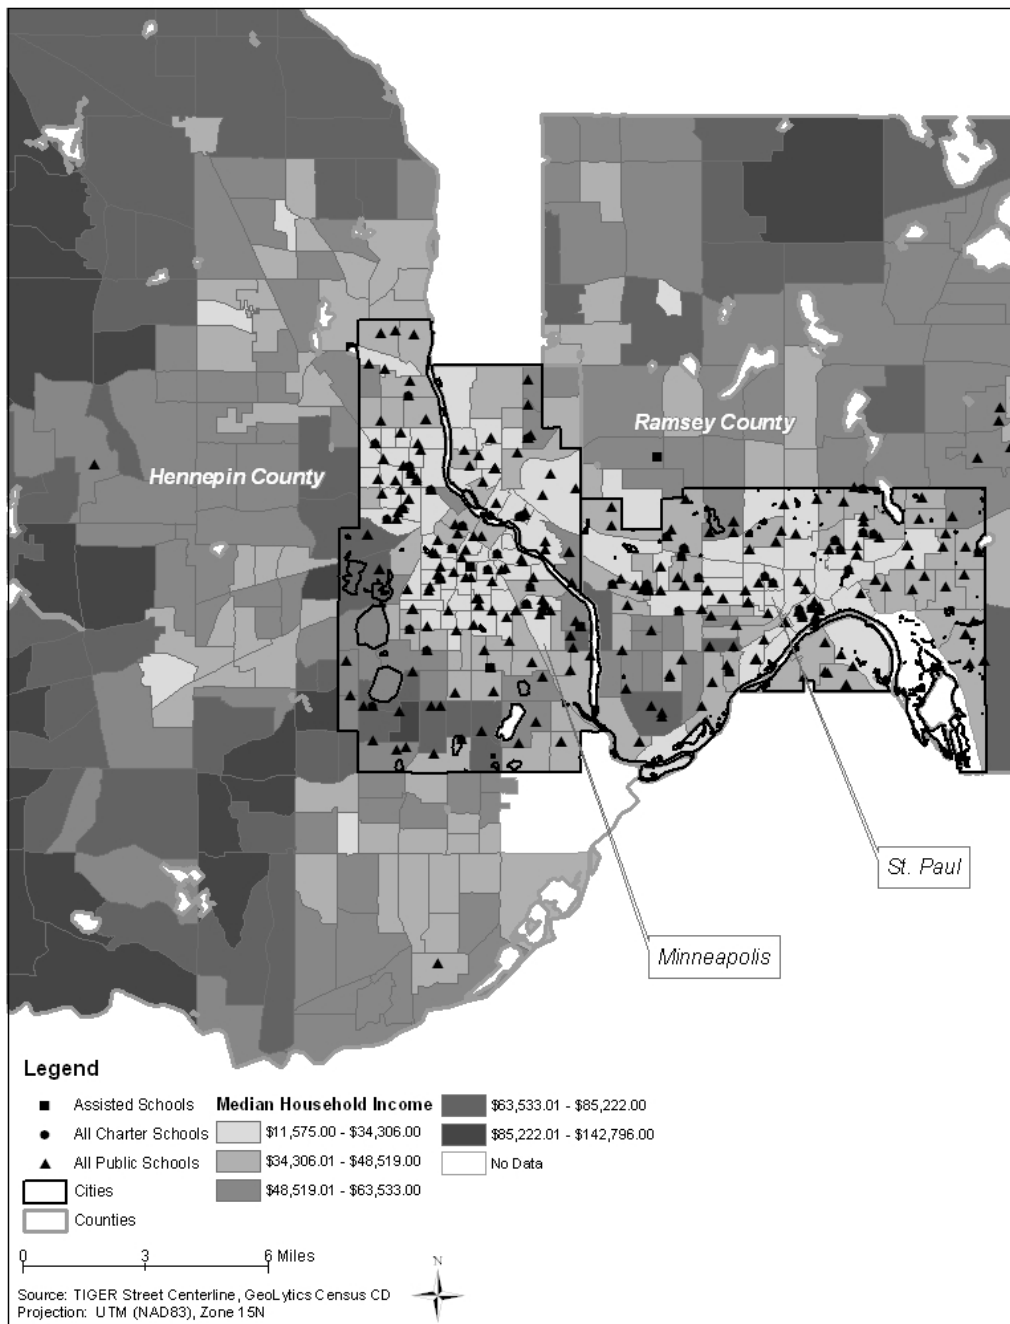 Ramsey County
Hennepin County
St. Paul
Minneapolis
Legend
Assisted Schools
All Charter Schools
All Public Schools
Cities
Counties
Median Household Income
$11,575.00 - $34,306.00
$34,306.01 - $48,519.00
$48,519.01 - $63,533.00
$63,533.01 - $85,222.00
$85,222.01 - $142,796.00
No Data
0 3 6 Miles
N
Source: TIGER Street Centerline, GeoLytics Census CD
Projection: UTM (NAD83), Zone 15N